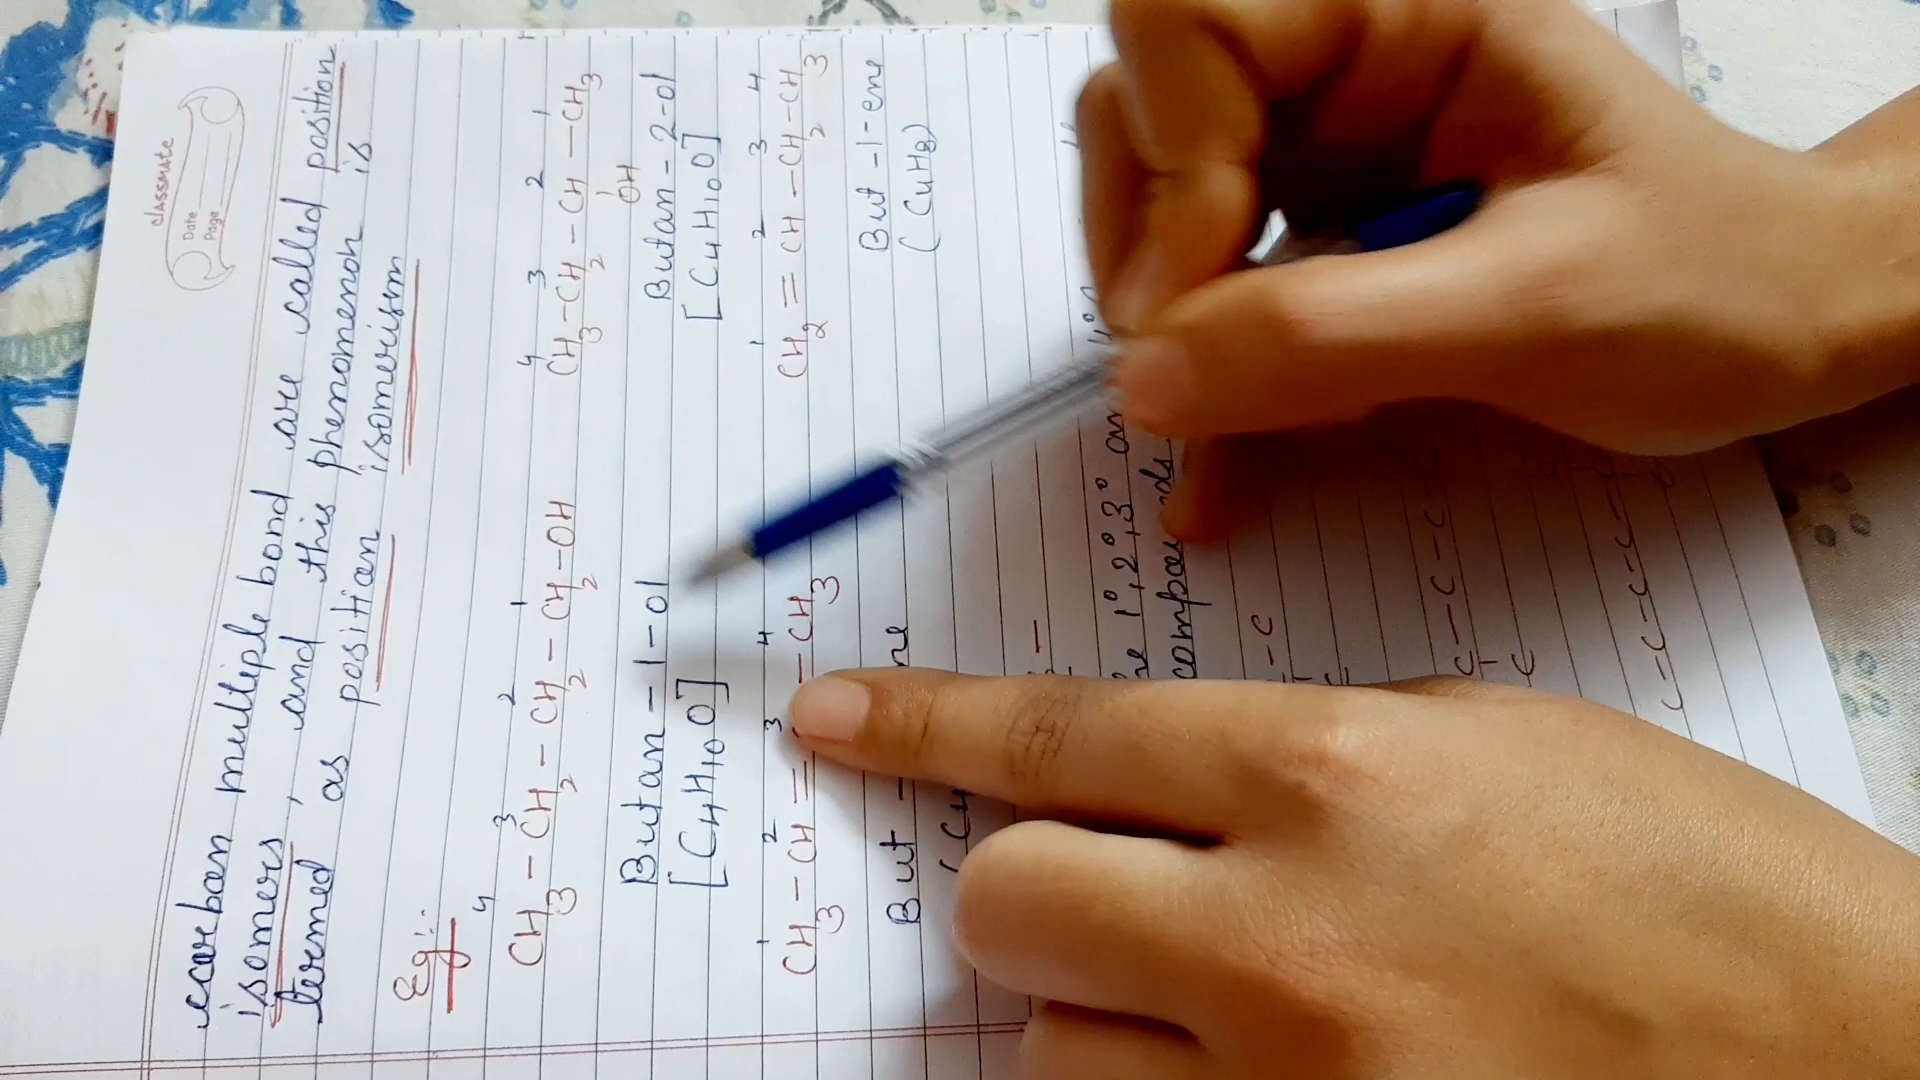 classmate
Date
Page
carbon multiple bond are called position
isomers, and this phenomenon is
termed as position isomerism
Eg:-
4 3 2 1
CH3 - CH2 - CH2 - CH2 - OH
Butan - 1 - ol
[C4H10O]
4 3 2 1
CH3 - CH2 - CH - CH3
OH
Butan - 2 - ol
[C4H10O]
1 2 3 4
CH3 - CH = - CH3
But -
1 2 3 4
CH2 = CH - CH2 - CH3
But - 1 - ene
(C4H8)
1°, 2°, 3°
- C
C - C - C - C
C
C - C - C - C - C